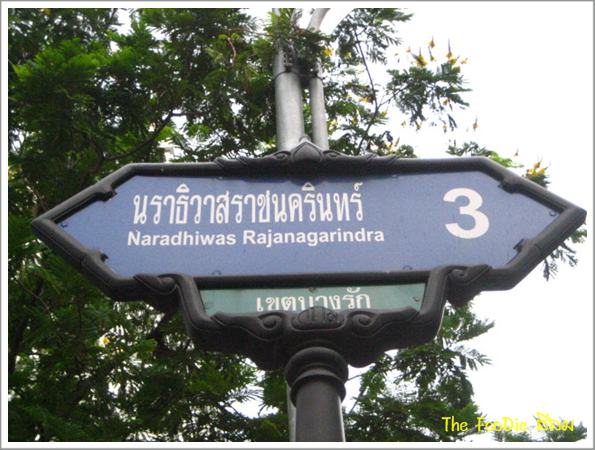 นราธิวาสราชนครินทร์ 3
Naradhiwas Rajanagarindra
เขตบางรัก
The FooDie